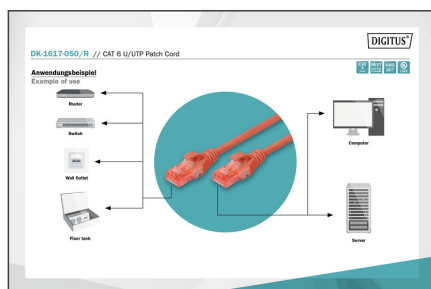 DIGITUS®
DK-1617-050/R // CAT 6 U/UTP Patch Cord
Anwendungsbeispiel
Example of use
Router
Switch
Wall Outlet
Floor tank
Computer
Server